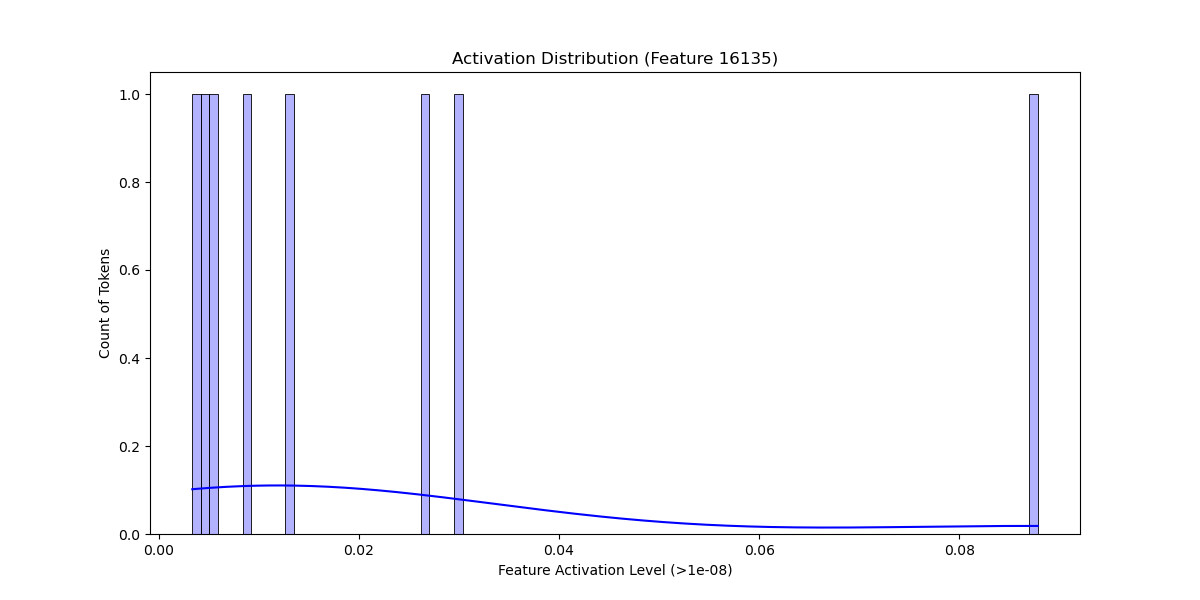 Activation Distribution (Feature 16135)
Count of Tokens
1.0
0.8
0.6
0.4
0.2
0.0
0.00 0.02 0.04 0.06 0.08
Feature Activation Level (>1e-08)